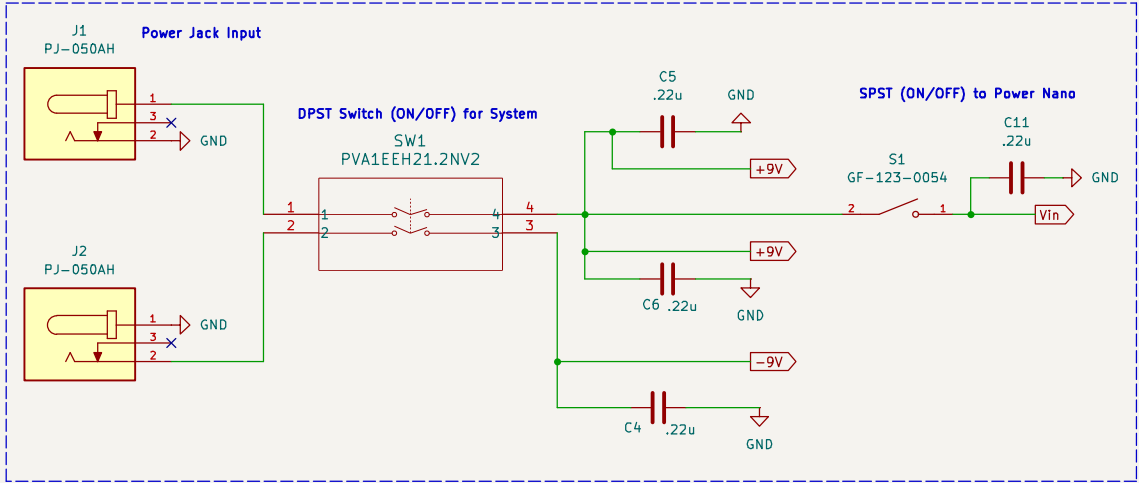 J1
PJ-050AH
Power Jack Input
1
3
2
GND
DPST Switch (ON/OFF) for System
SW1
PVA1EEH21.2NV2
1
1
2
2
4
4
3
3
C5
.22u
GND
+9V
+9V
C6
.22u
GND
-9V
C4
.22u
GND
SPST (ON/OFF) to Power Nano
S1
GF-123-0054
2
1
C11
.22u
GND
Vin
J2
PJ-050AH
1
3
2
GND